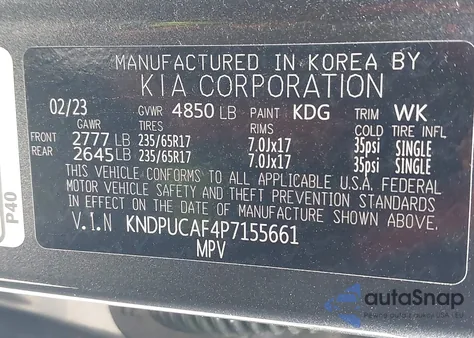 MANUFACTURED IN KOREA BY
KIA CORPORATION
02/23 GVWR 4850 LB PAINT KDG TRIM WK
GAWR TIRES RIMS COLD TIRE INFL
FRONT 2777 LB 235/65R17 7.0Jx17 35psi SINGLE
REAR 2645 LB 235/65R17 7.0Jx17 35psi SINGLE
THIS VEHICLE CONFORMS TO ALL APPLICABLE U.S.A. FEDERAL
MOTOR VEHICLE SAFETY AND THEFT PREVENTION STANDARDS
IN EFFECT ON THE DATE OF MANUFACTURE SHOWN ABOVE.
V.I.N KNDPUCAF4P7155661
MPV
P40
autoSnap